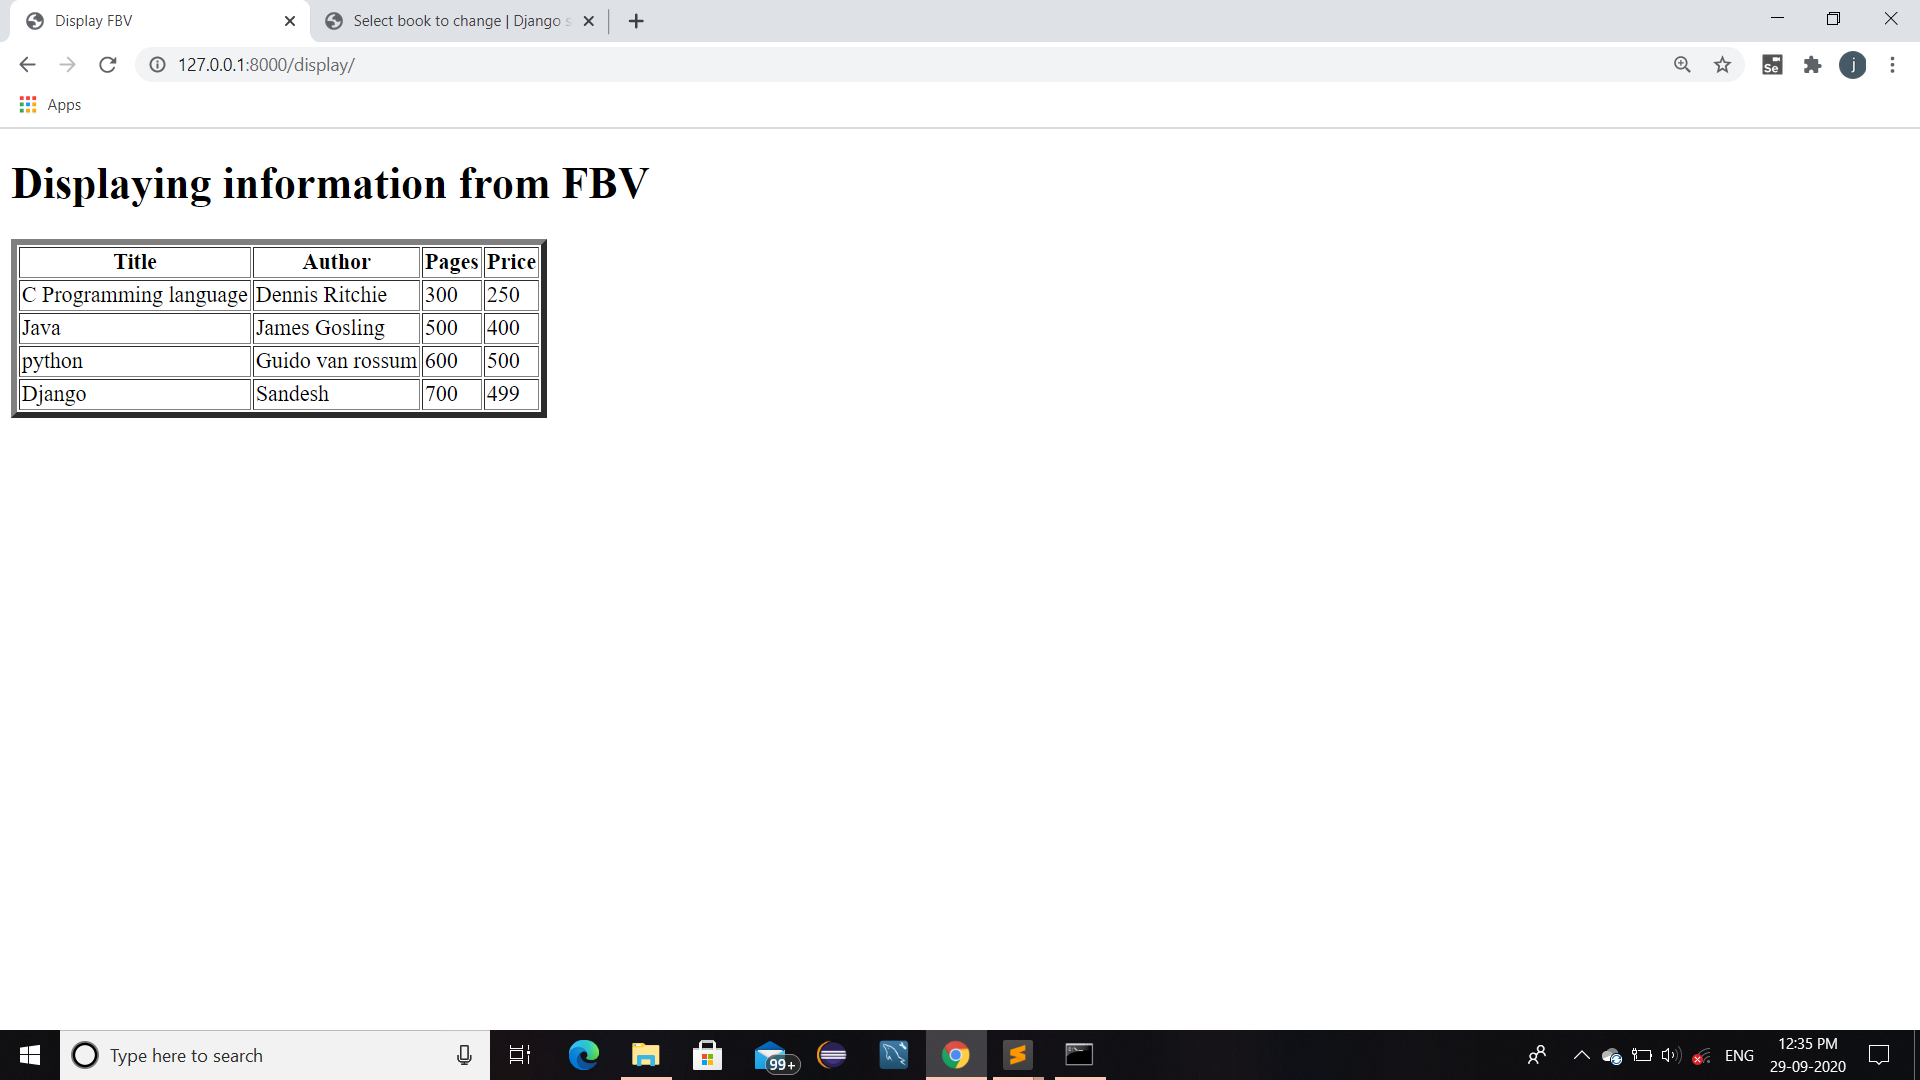 Display FBV
Select book to change | Django s
127.0.0.1:8000/display/
Se
j
Apps
Displaying information from FBV
Title Author Pages Price
C Programming language Dennis Ritchie 300 250
Java James Gosling 500 400
python Guido van rossum 600 500
Django Sandesh 700 499
Type here to search
99+
ENG
12:35 PM
29-09-2020